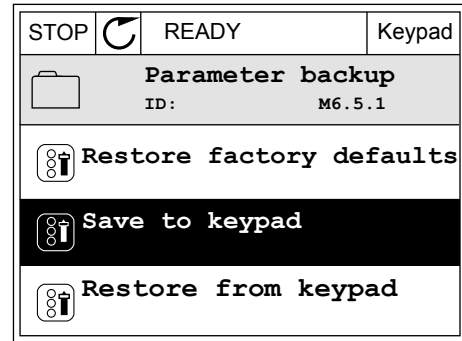 STOP READY Keypad
Parameter backup
ID: M6.5.1
Restore factory defaults
Save to keypad
Restore from keypad